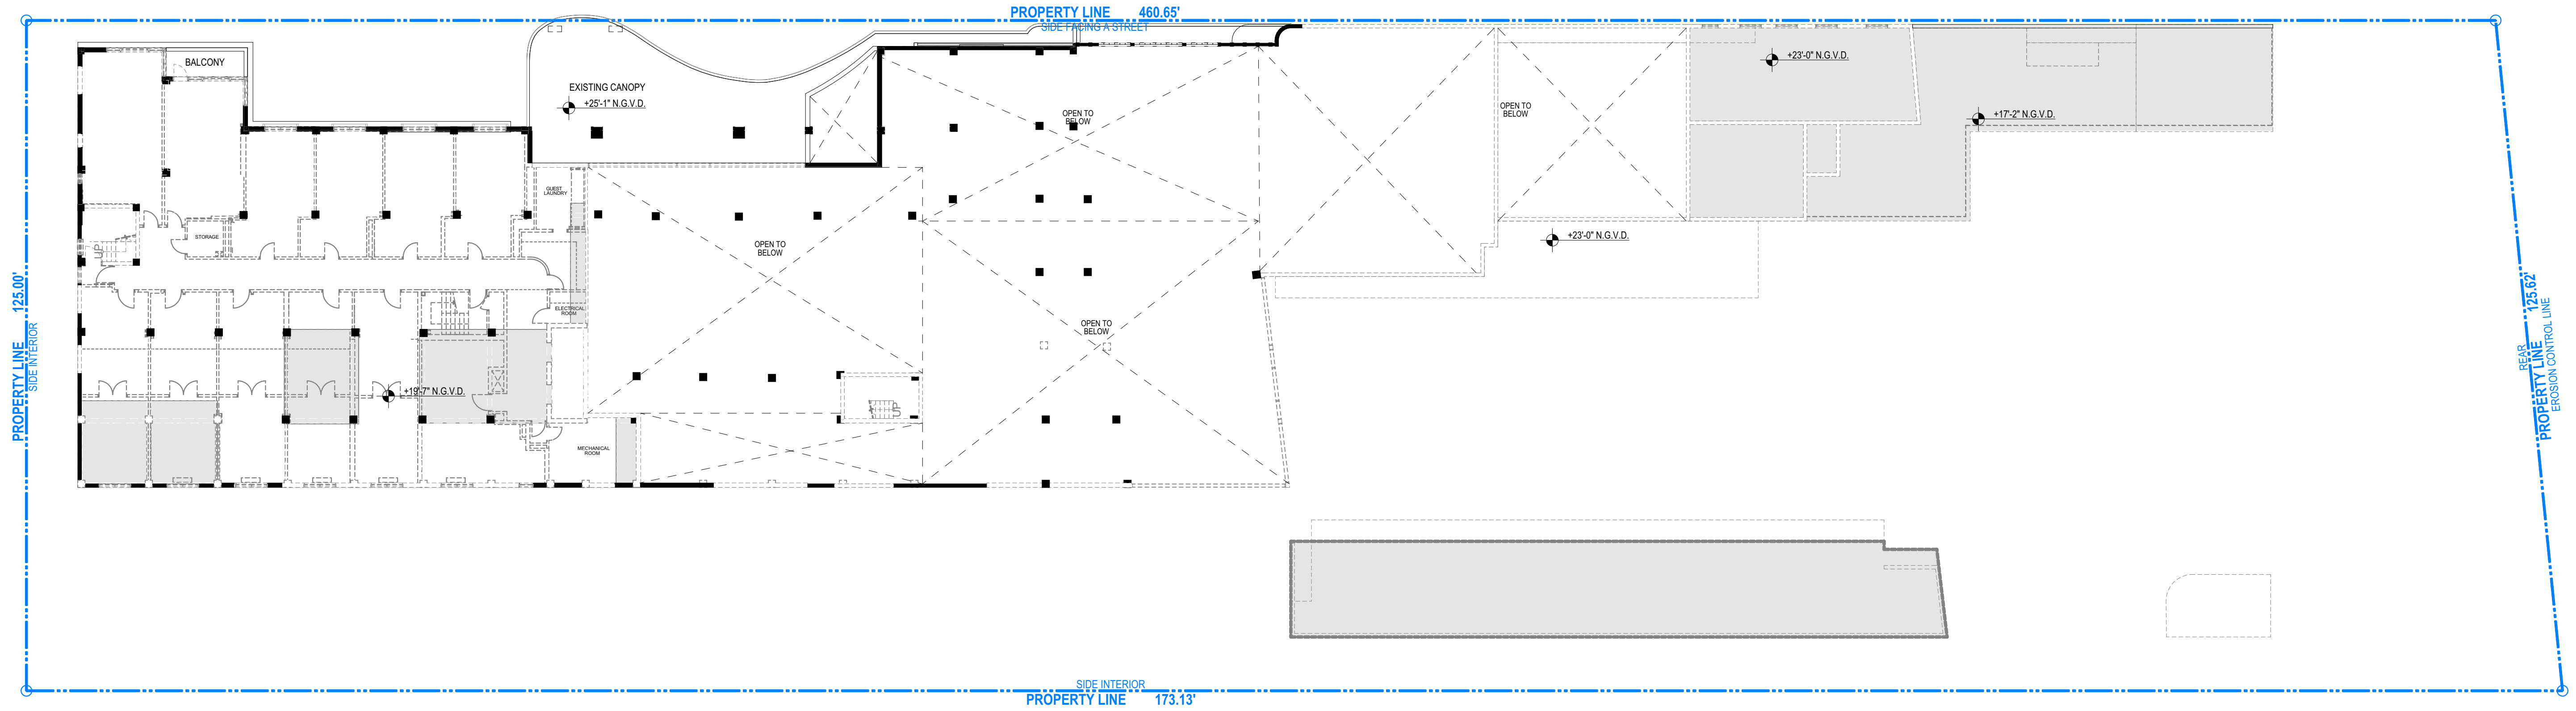 PROPERTY LINE 460.65'
SIDE FACING A STREET
BALCONY
EXISTING CANOPY
+25'-1" N.G.V.D.
OPEN TO
BELOW
OPEN TO
BELOW
+23'-0" N.G.V.D.
+17'-2" N.G.V.D.
GUEST
LAUNDRY
STORAGE
UP
OPEN TO
BELOW
+23'-0" N.G.V.D.
ELECTRICAL
ROOM
OPEN TO
BELOW
+19'-7" N.G.V.D.
UP
MECHANICAL
ROOM
PROPERTY LINE 125.00'
SIDE INTERIOR
REAR
PROPERTY LINE 125.62'
EROSION CONTROL LINE
SIDE INTERIOR
PROPERTY LINE 173.13'